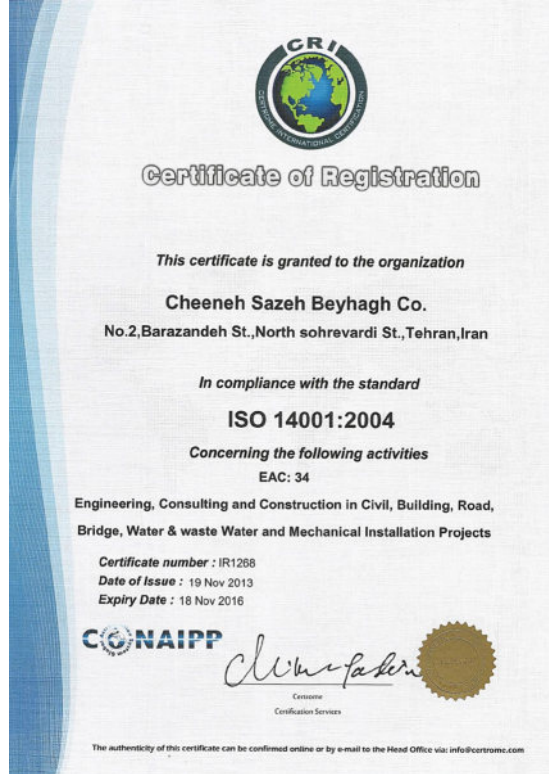 CRI
CERTROME INTERNATIONAL CERTIFICATION
Certificate of Registration
This certificate is granted to the organization
Cheeneh Sazeh Beyhagh Co.
No.2,Barazandeh St.,North sohrevardi St.,Tehran,Iran
In compliance with the standard
ISO 14001:2004
Concerning the following activities
EAC: 34
Engineering, Consulting and Construction in Civil, Building, Road,
Bridge, Water & waste Water and Mechanical Installation Projects
Certificate number : IR1268
Date of Issue : 19 Nov 2013
Expiry Date : 18 Nov 2016
CONAIPP
Certrome
Certification Services
The authenticity of this certificate can be confirmed online or by e-mail to the Head Office via: info@certrome.com